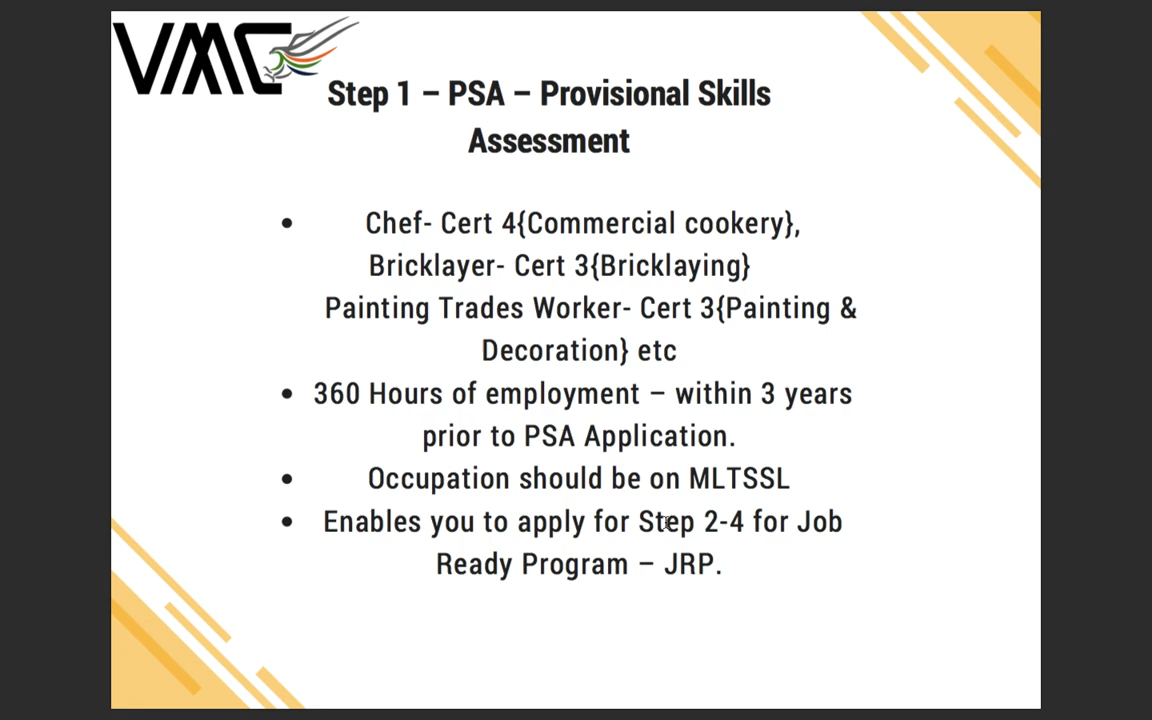 VMC
Step 1 – PSA – Provisional Skills
Assessment
• Chef- Cert 4{Commercial cookery},
Bricklayer- Cert 3{Bricklaying}
Painting Trades Worker- Cert 3{Painting &
Decoration} etc
• 360 Hours of employment – within 3 years
prior to PSA Application.
• Occupation should be on MLTSSL
• Enables you to apply for Step 2-4 for Job
Ready Program – JRP.